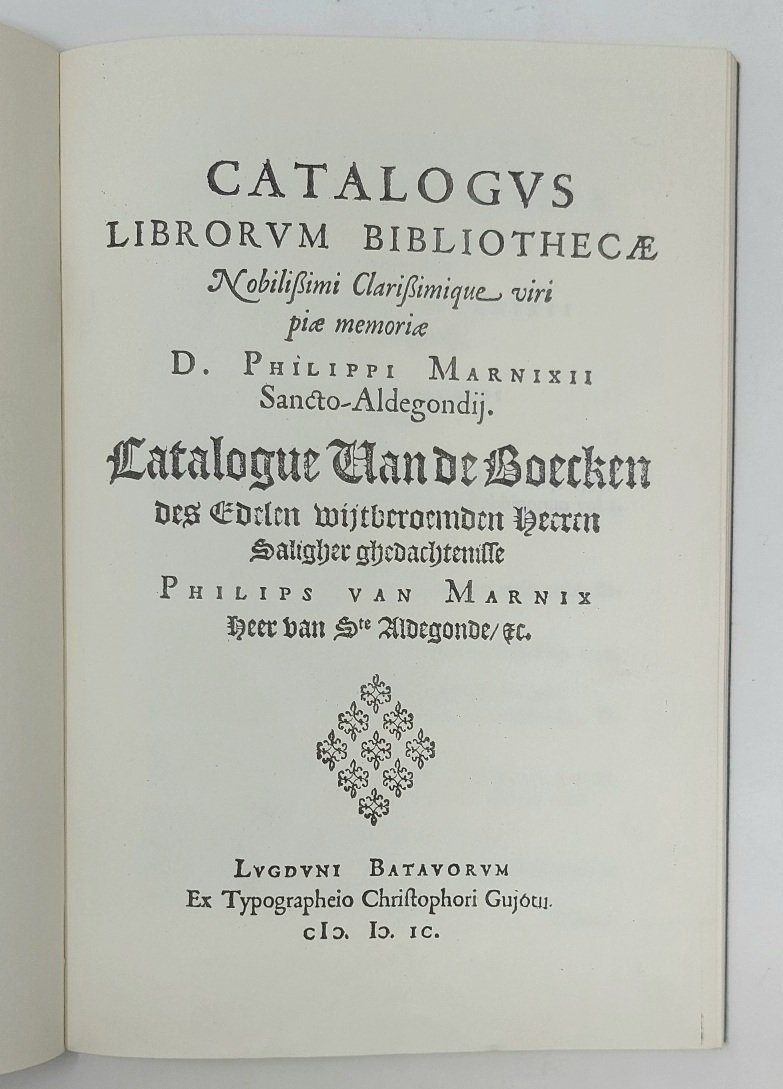 CATALOGVS
LIBRORVM BIBLIOTHECÆ
Nobilißimi Clarißimique viri
piæ memoriæ
D. PHILIPPI MARNIXII
Sancto-Aldegondij.
Catalogue Van de Boecken
des Edelen wijtberoemden Heeren
Saligher ghedachtenisse
PHILIPS VAN MARNIX
Heer van Ste Aldegonde/ &c.
LVGDVNI BATAVORVM
Ex Typographeio Chriſtophori
cIↄ. Iↄ. IC.